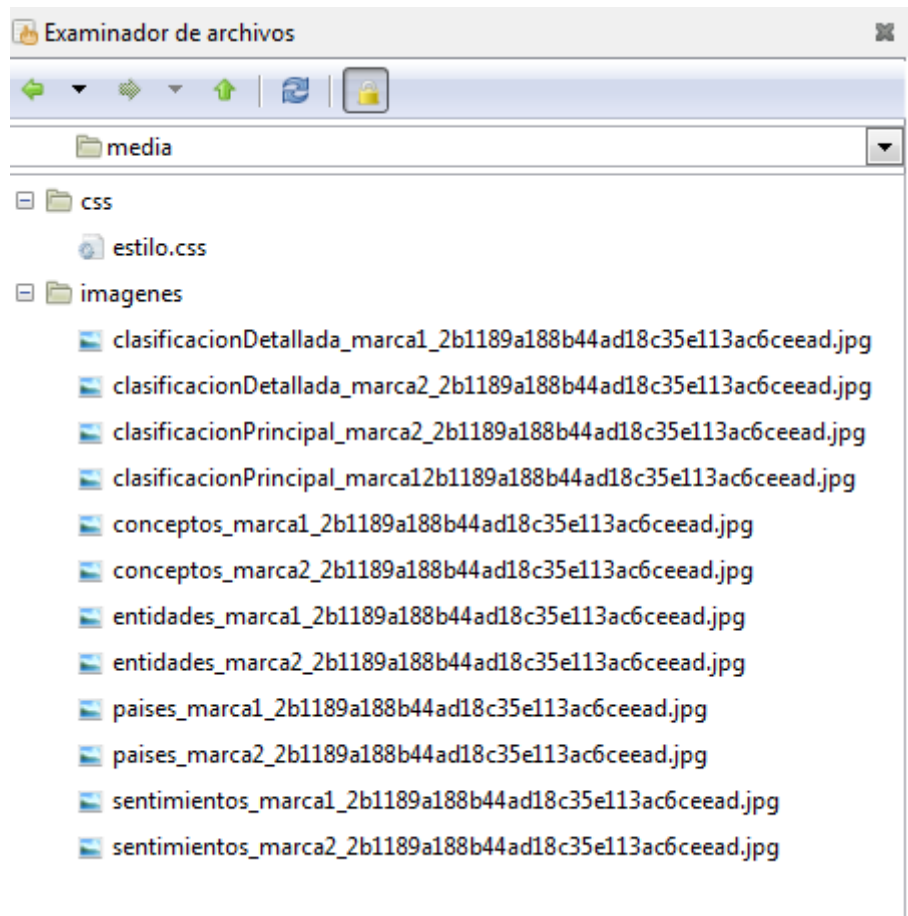 Examinador de archivos
media
css
estilo.css
imagenes
clasificacionDetallada_marca1_2b1189a188b44ad18c35e113ac6ceead.jpg
clasificacionDetallada_marca2_2b1189a188b44ad18c35e113ac6ceead.jpg
clasificacionPrincipal_marca2_2b1189a188b44ad18c35e113ac6ceead.jpg
clasificacionPrincipal_marca12b1189a188b44ad18c35e113ac6ceead.jpg
conceptos_marca1_2b1189a188b44ad18c35e113ac6ceead.jpg
conceptos_marca2_2b1189a188b44ad18c35e113ac6ceead.jpg
entidades_marca1_2b1189a188b44ad18c35e113ac6ceead.jpg
entidades_marca2_2b1189a188b44ad18c35e113ac6ceead.jpg
paises_marca1_2b1189a188b44ad18c35e113ac6ceead.jpg
paises_marca2_2b1189a188b44ad18c35e113ac6ceead.jpg
sentimientos_marca1_2b1189a188b44ad18c35e113ac6ceead.jpg
sentimientos_marca2_2b1189a188b44ad18c35e113ac6ceead.jpg